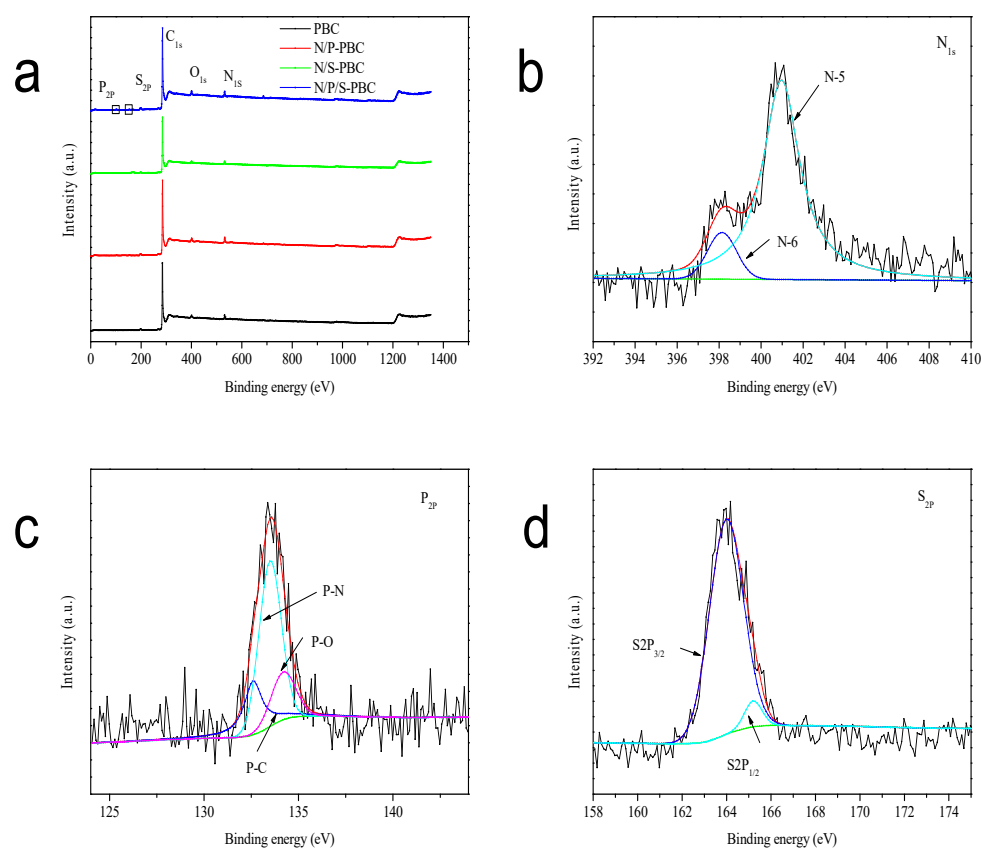 a
C1s
P2P
S2P
O1s
N1S
PBC
N/P-PBC
N/S-PBC
N/P/S-PBC
Intensity (a.u.)
0 200 400 600 800 1000 1200 1400
Binding energy (eV)
b
N1s
N-5
N-6
Intensity (a.u.)
392 394 396 398 400 402 404 406 408 410
Binding energy (eV)
c
P2P
P-N
P-O
P-C
Intensity (a.u.)
125 130 135 140
Binding energy (eV)
d
S2P
S2P3/2
S2P1/2
Intensity (a.u.)
158 160 162 164 166 168 170 172 174
Binding energy (eV)